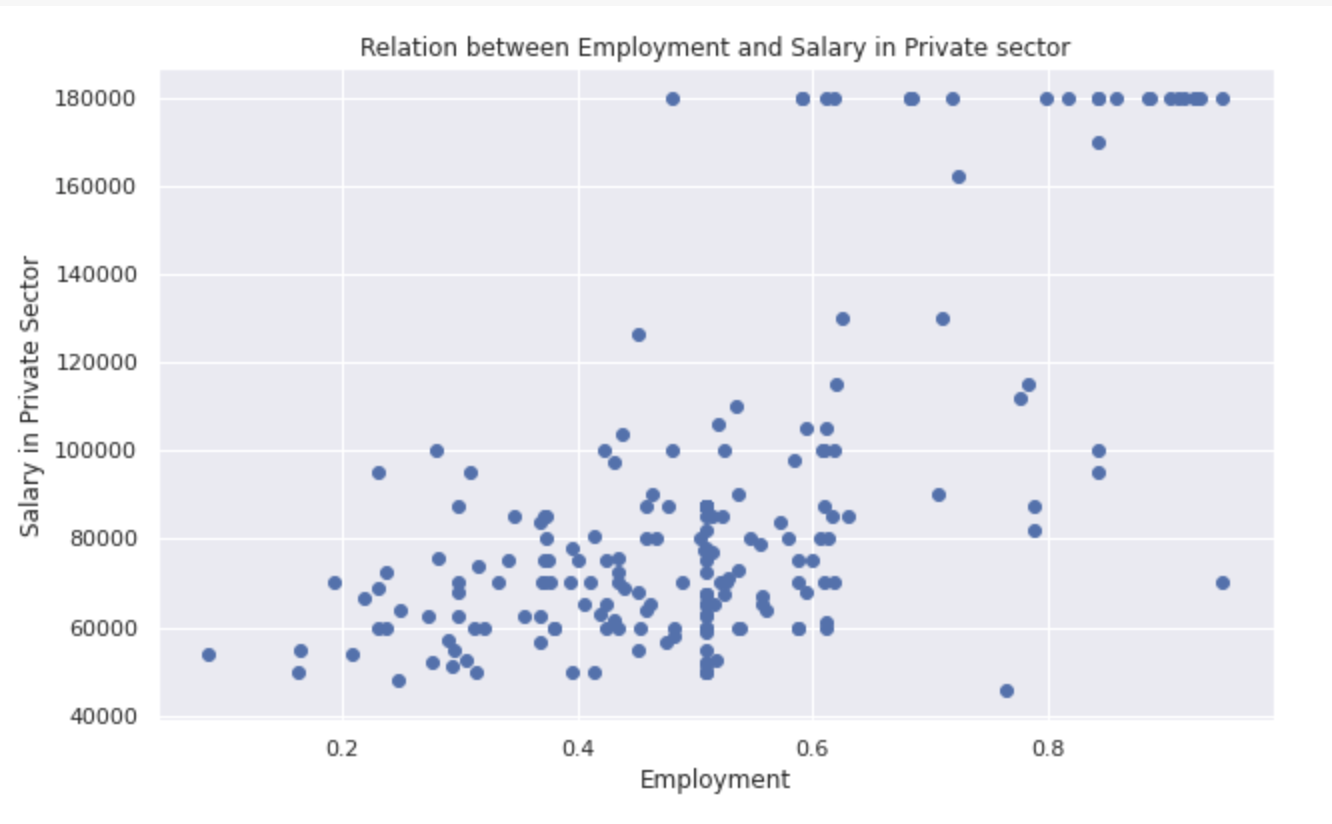 Relation between Employment and Salary in Private sector
180000
160000
140000
120000
100000
80000
60000
40000
Salary in Private Sector
0.2 0.4 0.6 0.8
Employment